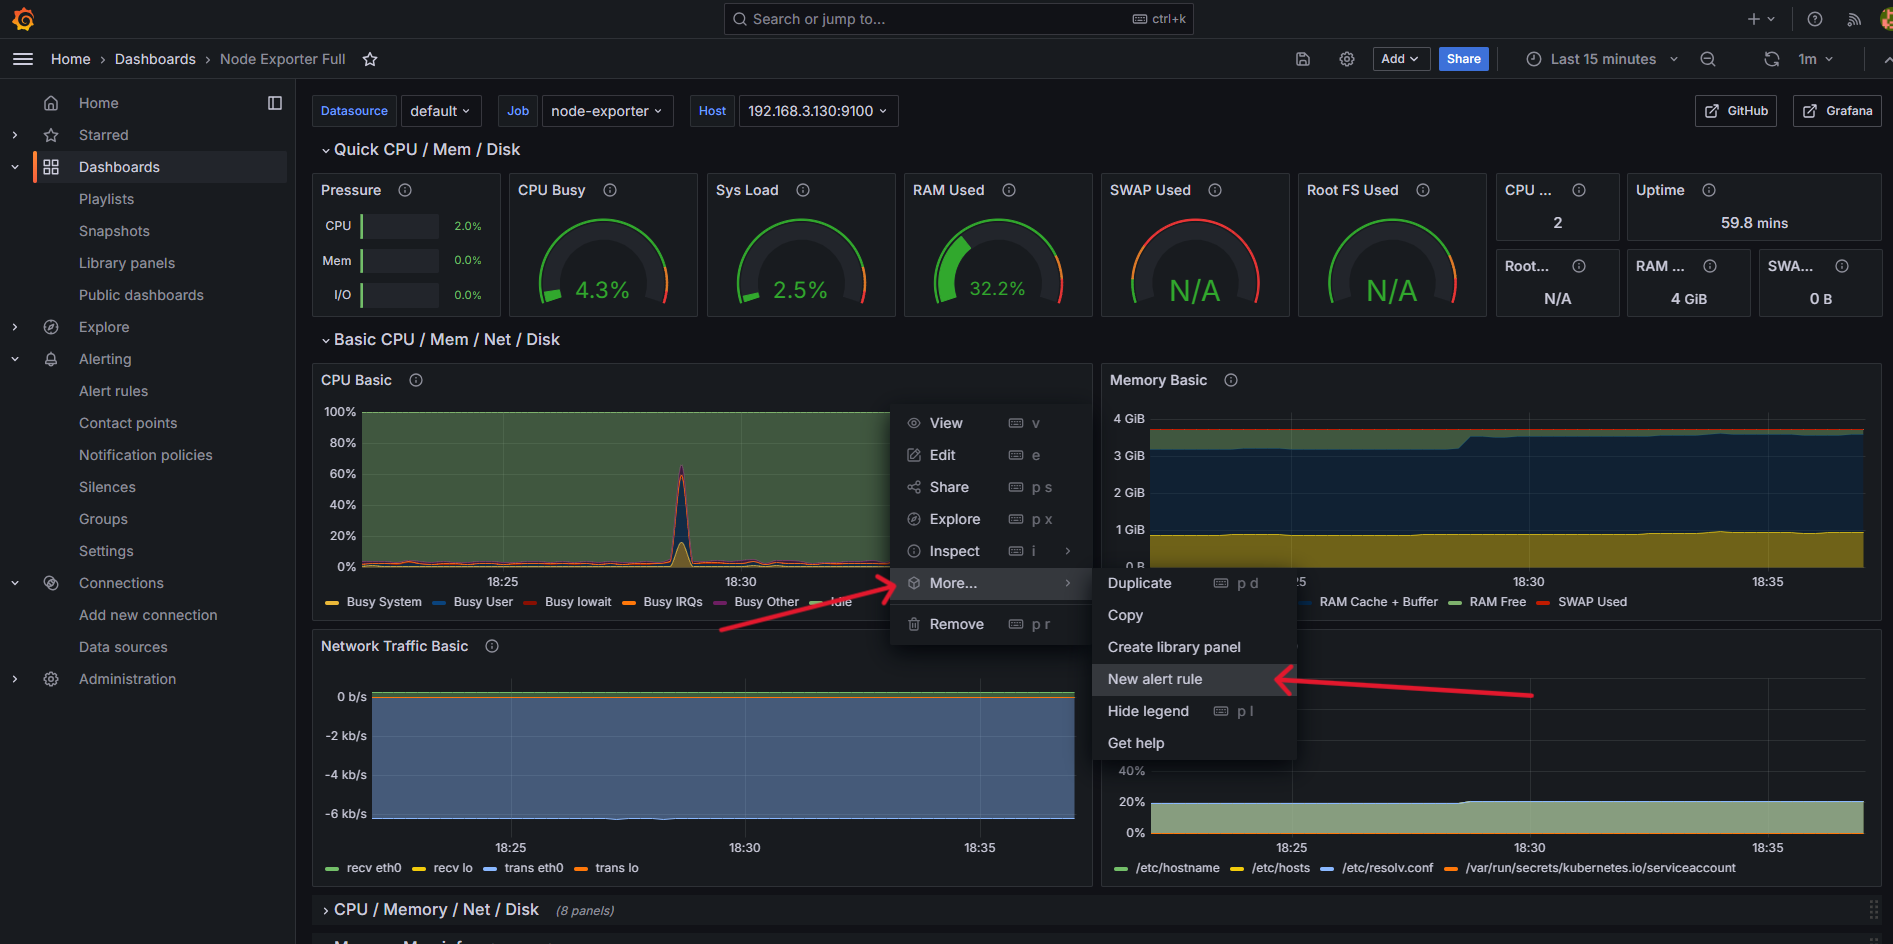 Search or jump to... ctrl+k
Home › Dashboards › Node Exporter Full
Add
Share
Last 15 minutes
1m
Home
Starred
Dashboards
Playlists
Snapshots
Library panels
Public dashboards
Explore
Alerting
Alert rules
Contact points
Notification policies
Silences
Groups
Settings
Connections
Add new connection
Data sources
Administration
Datasource default
Job node-exporter
Host 192.168.3.130:9100
GitHub
Grafana
Quick CPU / Mem / Disk
Pressure
CPU 2.0%
Mem 0.0%
I/O 0.0%
CPU Busy
4.3%
Sys Load
2.5%
RAM Used
32.2%
SWAP Used
N/A
Root FS Used
N/A
CPU ...
2
Uptime
59.8 mins
Root...
N/A
RAM ...
4 GiB
SWA...
0 B
Basic CPU / Mem / Net / Disk
CPU Basic
100%
80%
60%
40%
20%
0%
18:25 18:30
Busy System Busy User Busy Iowait Busy IRQs Busy Other Idle
View v
Edit e
Share p s
Explore p x
Inspect i
More...
Remove p r
Duplicate p d
Copy
Create library panel
New alert rule
Hide legend p l
Get help
Memory Basic
4 GiB
3 GiB
2 GiB
1 GiB
0 B
18:30 18:35
RAM Cache + Buffer RAM Free SWAP Used
Network Traffic Basic
0 b/s
-2 kb/s
-4 kb/s
-6 kb/s
18:25 18:30 18:35
recv eth0 recv lo trans eth0 trans lo
40%
20%
0%
18:25 18:30 18:35
/etc/hostname /etc/hosts /etc/resolv.conf /var/run/secrets/kubernetes.io/serviceaccount
CPU / Memory / Net / Disk (8 panels)